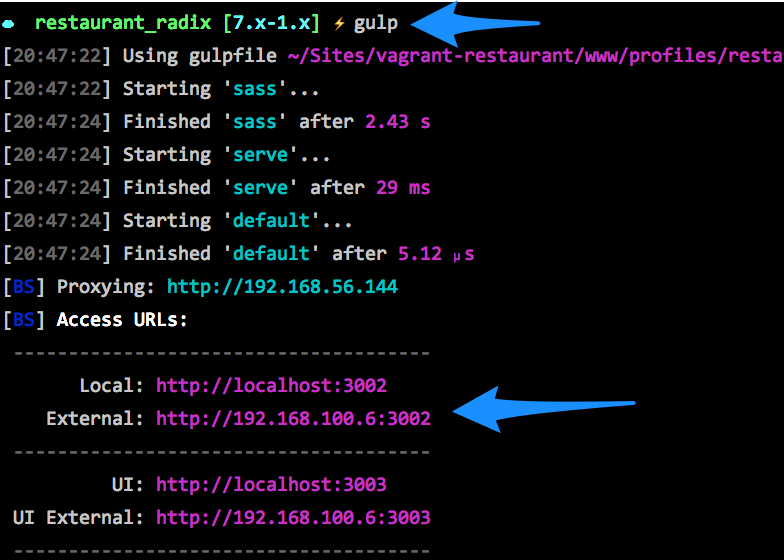 restaurant_radix [7.x-1.x] ⚡ gulp
[20:47:22] Using gulpfile ~/Sites/vagrant-restaurant/www/profiles/resta
[20:47:22] Starting 'sass'...
[20:47:24] Finished 'sass' after 2.43 s
[20:47:24] Starting 'serve'...
[20:47:24] Finished 'serve' after 29 ms
[20:47:24] Starting 'default'...
[20:47:24] Finished 'default' after 5.12 μs
[BS] Proxying: http://192.168.56.144
[BS] Access URLs:
--------------------------------------
Local: http://localhost:3002
External: http://192.168.100.6:3002
--------------------------------------
UI: http://localhost:3003
UI External: http://192.168.100.6:3003
--------------------------------------